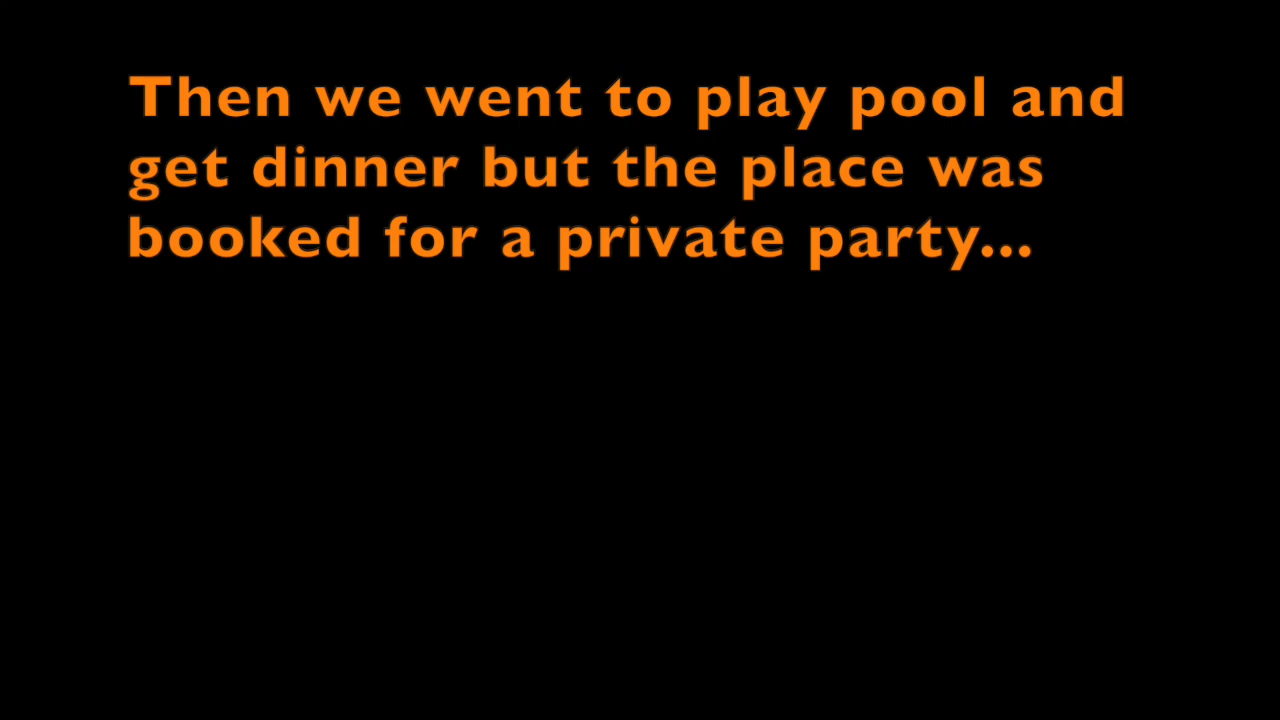 Then we went to play pool and
get dinner but the place was
booked for a private party...